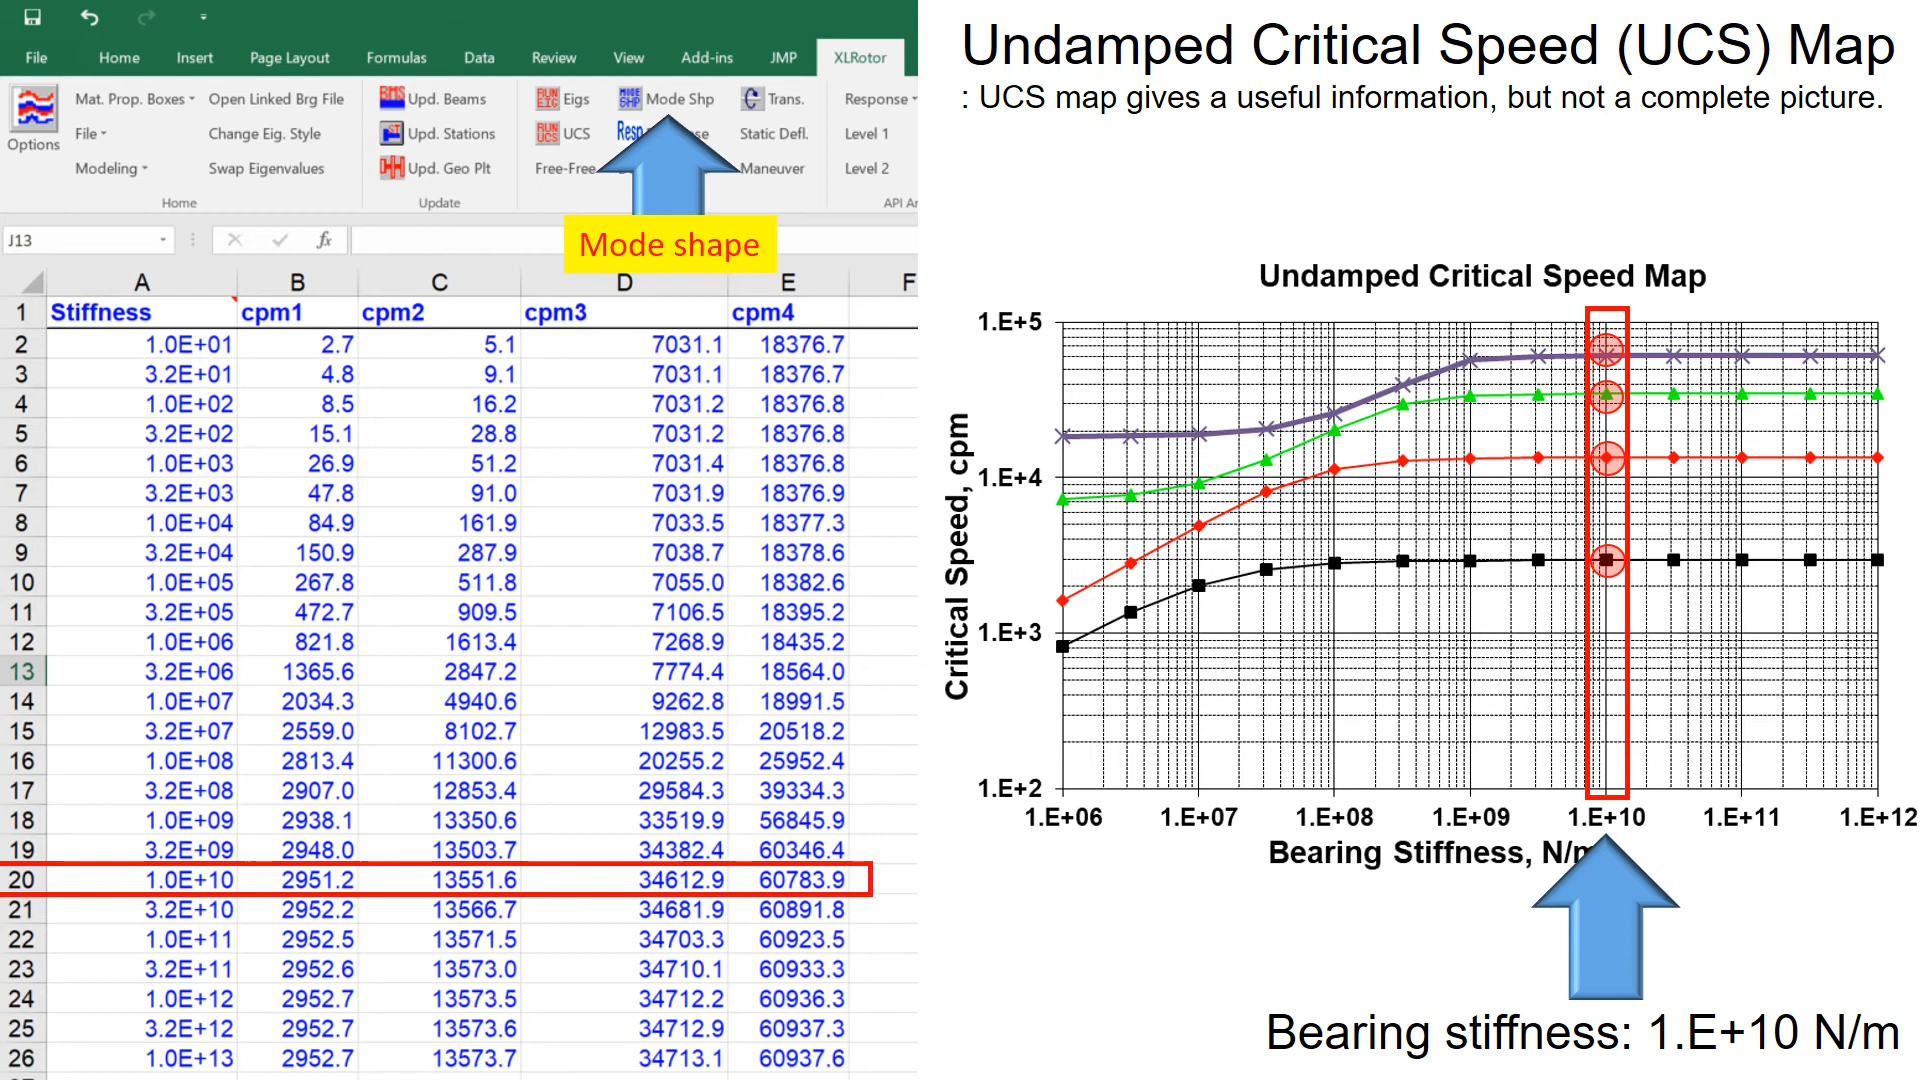 File Home Insert Page Layout Formulas Data Review View Add-ins JMP XLRotor
Options
Mat. Prop. Boxes Open Linked Brg File
File Change Eig. Style
Modeling Swap Eigenvalues
Home
Upd. Beams
Upd. Stations
Upd. Geo Plt
Update
RUN EIG Eigs MODE SHP Mode Shp Trans. Response
RUN UCS UCS Resp Static Defl. Level 1
Free-Free Maneuver Level 2
Mode shape
J13 fx
A B C D E F
1 Stiffness cpm1 cpm2 cpm3 cpm4
2 1.0E+01 2.7 5.1 7031.1 18376.7
3 3.2E+01 4.8 9.1 7031.1 18376.7
4 1.0E+02 8.5 16.2 7031.2 18376.8
5 3.2E+02 15.1 28.8 7031.2 18376.8
6 1.0E+03 26.9 51.2 7031.4 18376.8
7 3.2E+03 47.8 91.0 7031.9 18376.9
8 1.0E+04 84.9 161.9 7033.5 18377.3
9 3.2E+04 150.9 287.9 7038.7 18378.6
10 1.0E+05 267.8 511.8 7055.0 18382.6
11 3.2E+05 472.7 909.5 7106.5 18395.2
12 1.0E+06 821.8 1613.4 7268.9 18435.2
13 3.2E+06 1365.6 2847.2 7774.4 18564.0
14 1.0E+07 2034.3 4940.6 9262.8 18991.5
15 3.2E+07 2559.0 8102.7 12983.5 20518.2
16 1.0E+08 2813.4 11300.6 20255.2 25952.4
17 3.2E+08 2907.0 12853.4 29584.3 39334.3
18 1.0E+09 2938.1 13350.6 33519.9 56845.9
19 3.2E+09 2948.0 13503.7 34382.4 60346.4
20 1.0E+10 2951.2 13551.6 34612.9 60783.9
21 3.2E+10 2952.2 13566.7 34681.9 60891.8
22 1.0E+11 2952.5 13571.5 34703.3 60923.5
23 3.2E+11 2952.6 13573.0 34710.1 60933.3
24 1.0E+12 2952.7 13573.5 34712.2 60936.3
25 3.2E+12 2952.7 13573.6 34712.9 60937.3
26 1.0E+13 2952.7 13573.7 34713.1 60937.6
Undamped Critical Speed (UCS) Map
: UCS map gives a useful information, but not a complete picture.
Undamped Critical Speed Map
Critical Speed, cpm
1.E+5
1.E+4
1.E+3
1.E+2
1.E+06 1.E+07 1.E+08 1.E+09 1.E+10 1.E+11 1.E+12
Bearing Stiffness, N/m
Bearing stiffness: 1.E+10 N/m